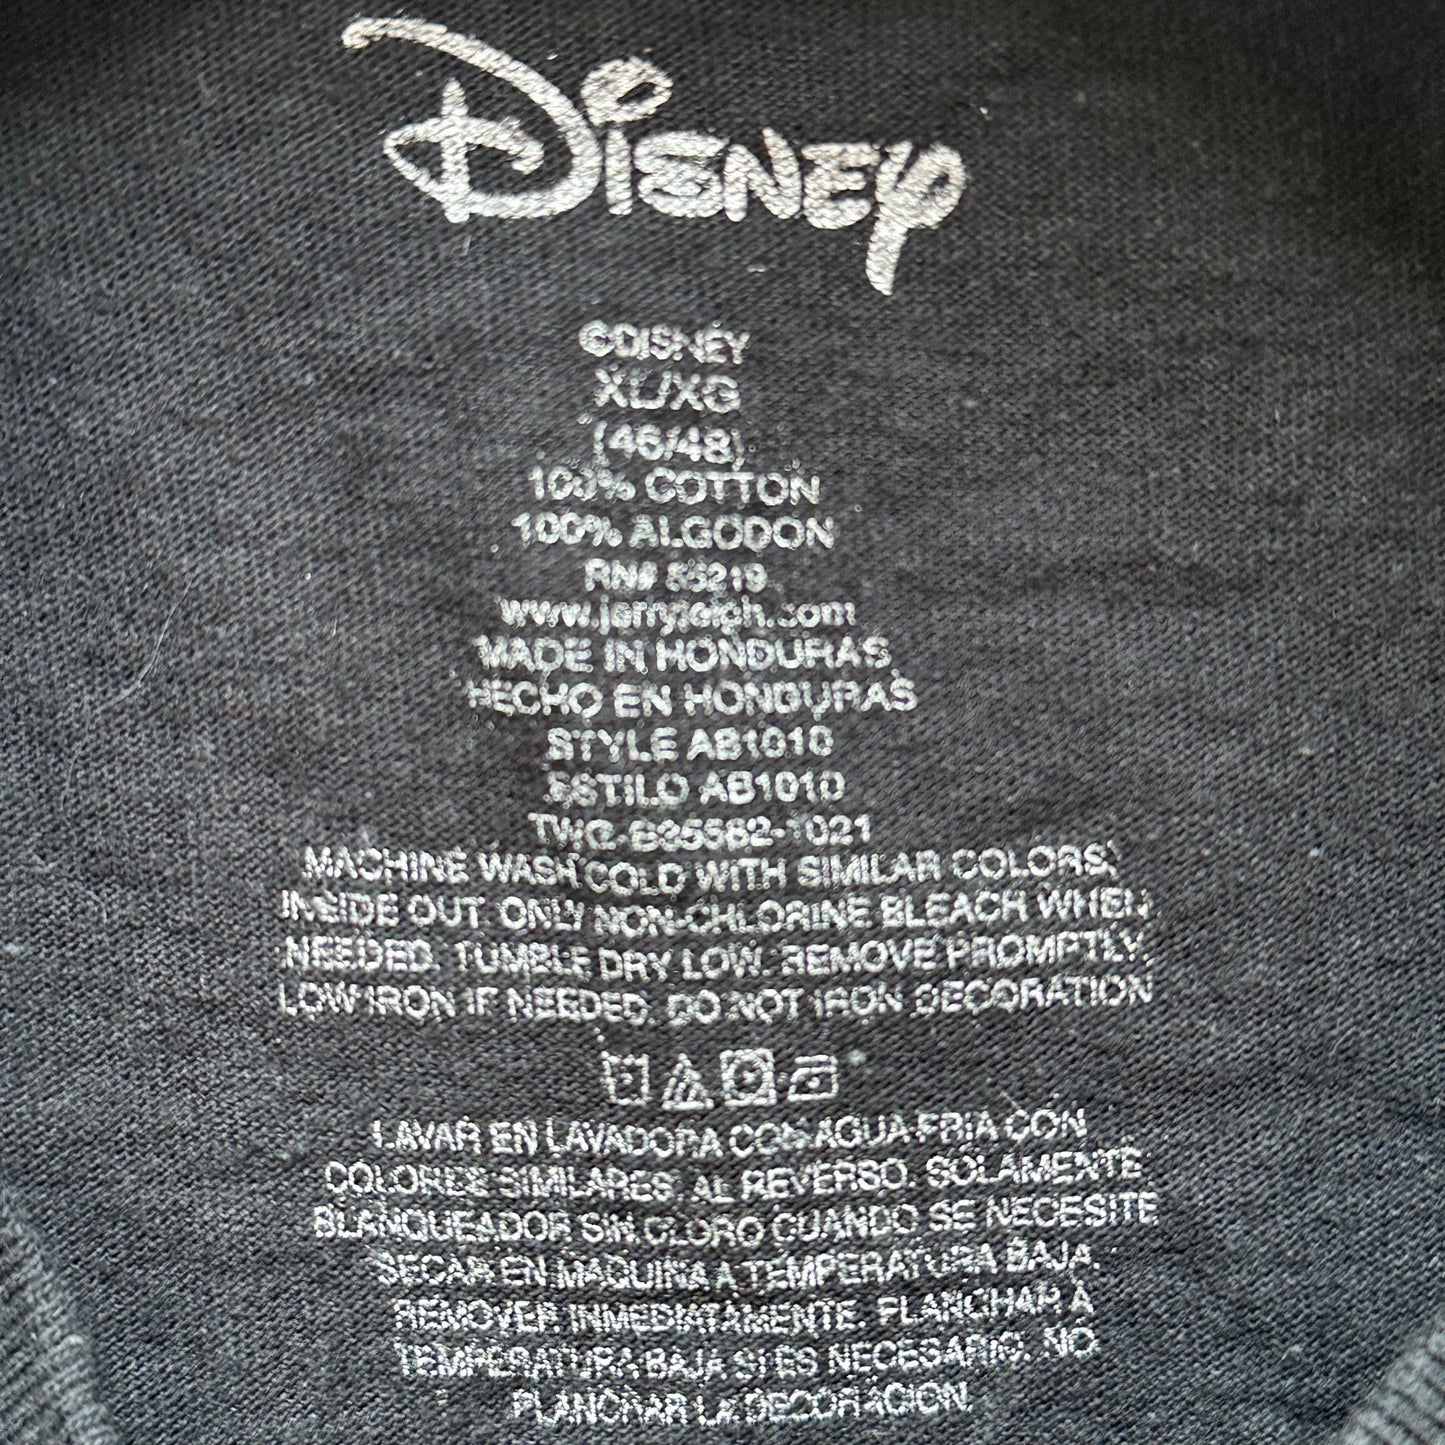 Disney
©DISNEY
XL/XG
(46/48)
100% COTTON
100% ALGODON
RN#
www.jerryleigh.com
MADE IN HONDURAS
HECHO EN HONDURAS
STYLE AB1010
ESTILO AB1010
MACHINE WASH COLD WITH SIMILAR COLORS,
INSIDE OUT. ONLY NON-CHLORINE BLEACH WHEN
NEEDED. TUMBLE DRY LOW. REMOVE PROMPTLY.
LOW IRON IF NEEDED. DO NOT IRON DECORATION
LAVAR EN LAVADORA CON AGUA FRIA CON
COLORES SIMILARES, AL REVERSO. SOLAMENTE
BLANQUEADOR SIN CLORO CUANDO SE NECESITE
SECAR EN MAQUINA A TEMPERATURA BAJA.
REMOVER INMEDIATAMENTE. PLANCHAR A
TEMPERATURA BAJA SI ES NECESARIO. NO
PLANCHAR LA DECORACION.